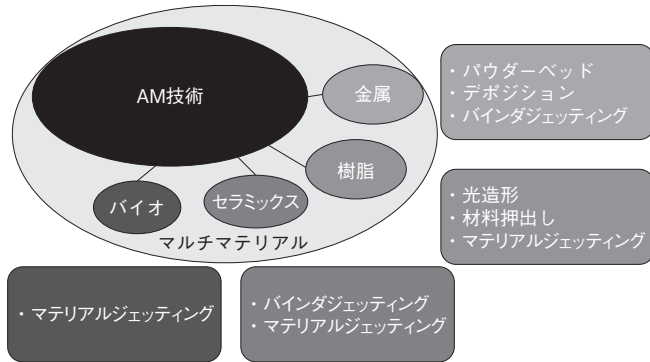 AM技術
金属
樹脂
セラミックス
バイオ
マルチマテリアル
・パウダーベッド
・デポジション
・バインダジェッティング
・光造形
・材料押出し
・マテリアルジェッティング
・マテリアルジェッティング
・バインダジェッティング
・マテリアルジェッティング